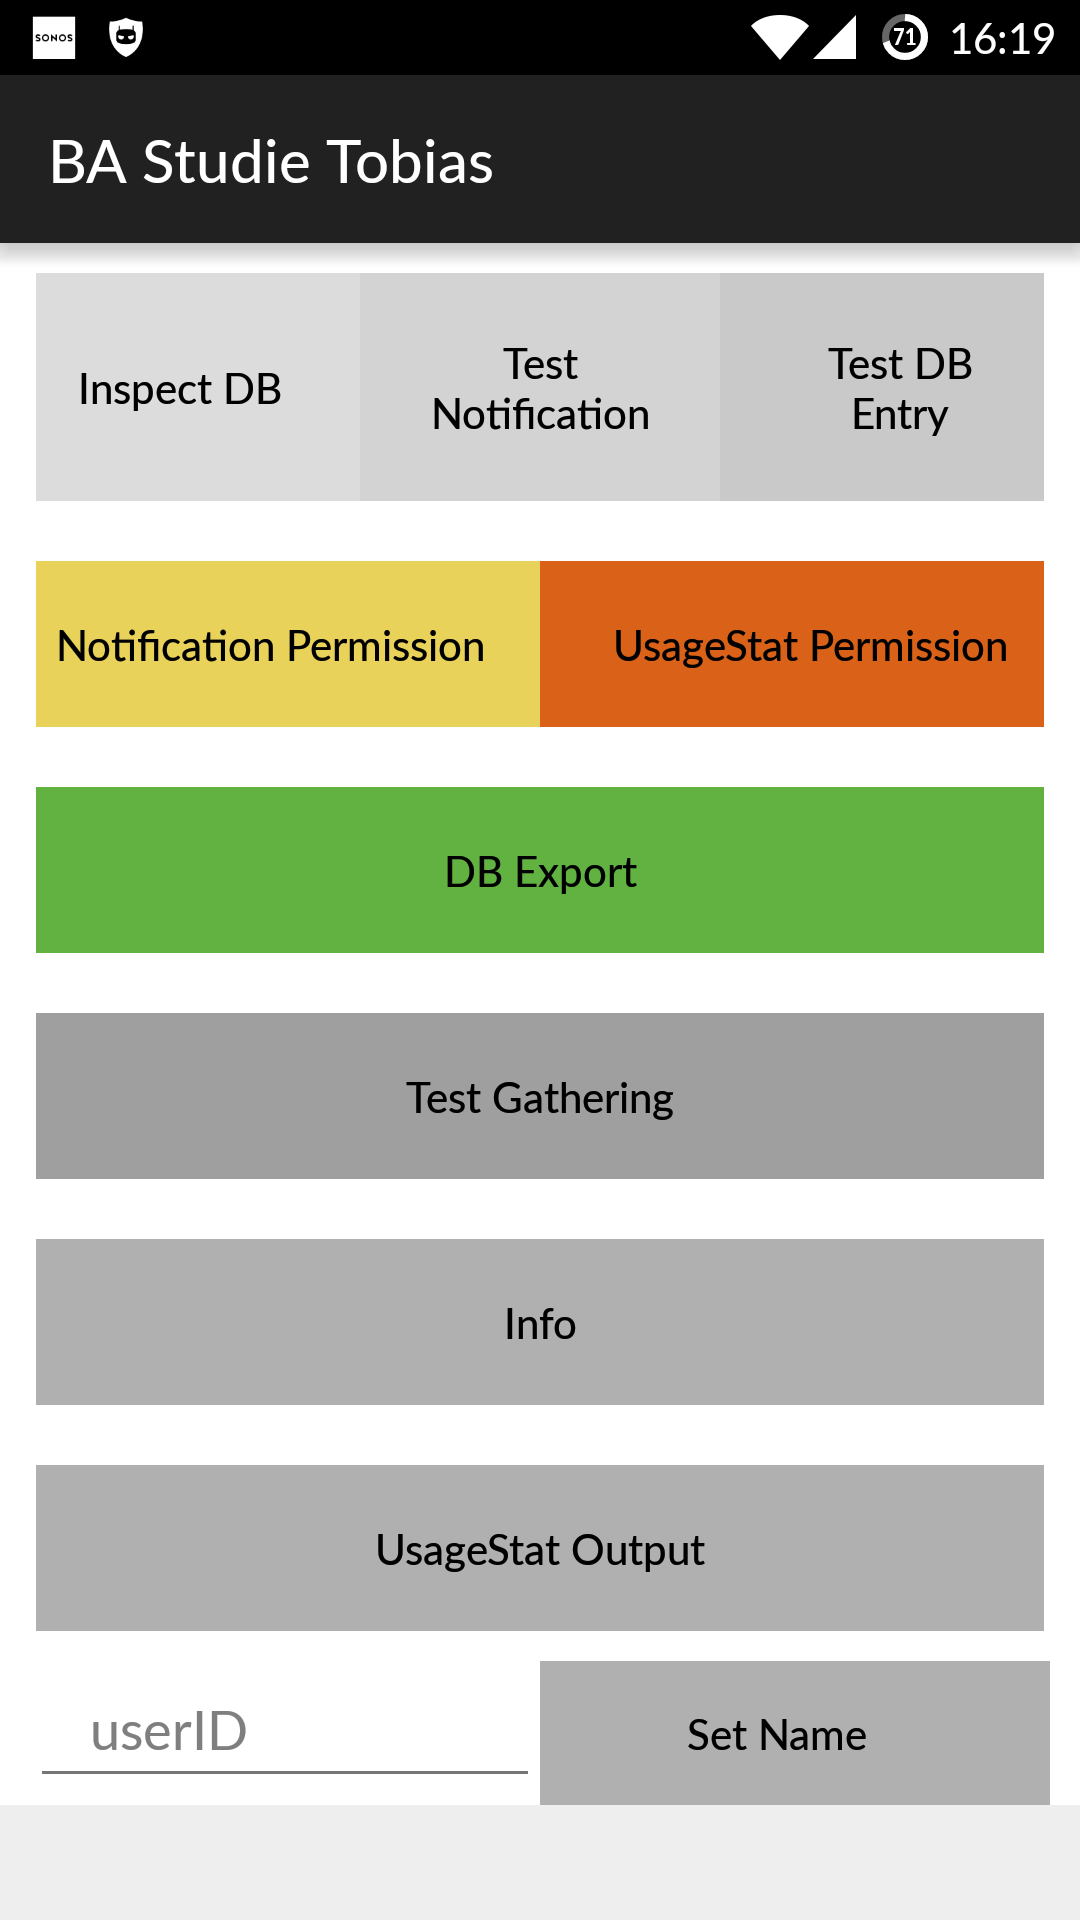 SONOS 71 16:19
BA Studie Tobias
Inspect DB
Test
Notification
Test DB
Entry
Notification Permission UsageStat Permission
DB Export
Test Gathering
Info
UsageStat Output
userID Set Name